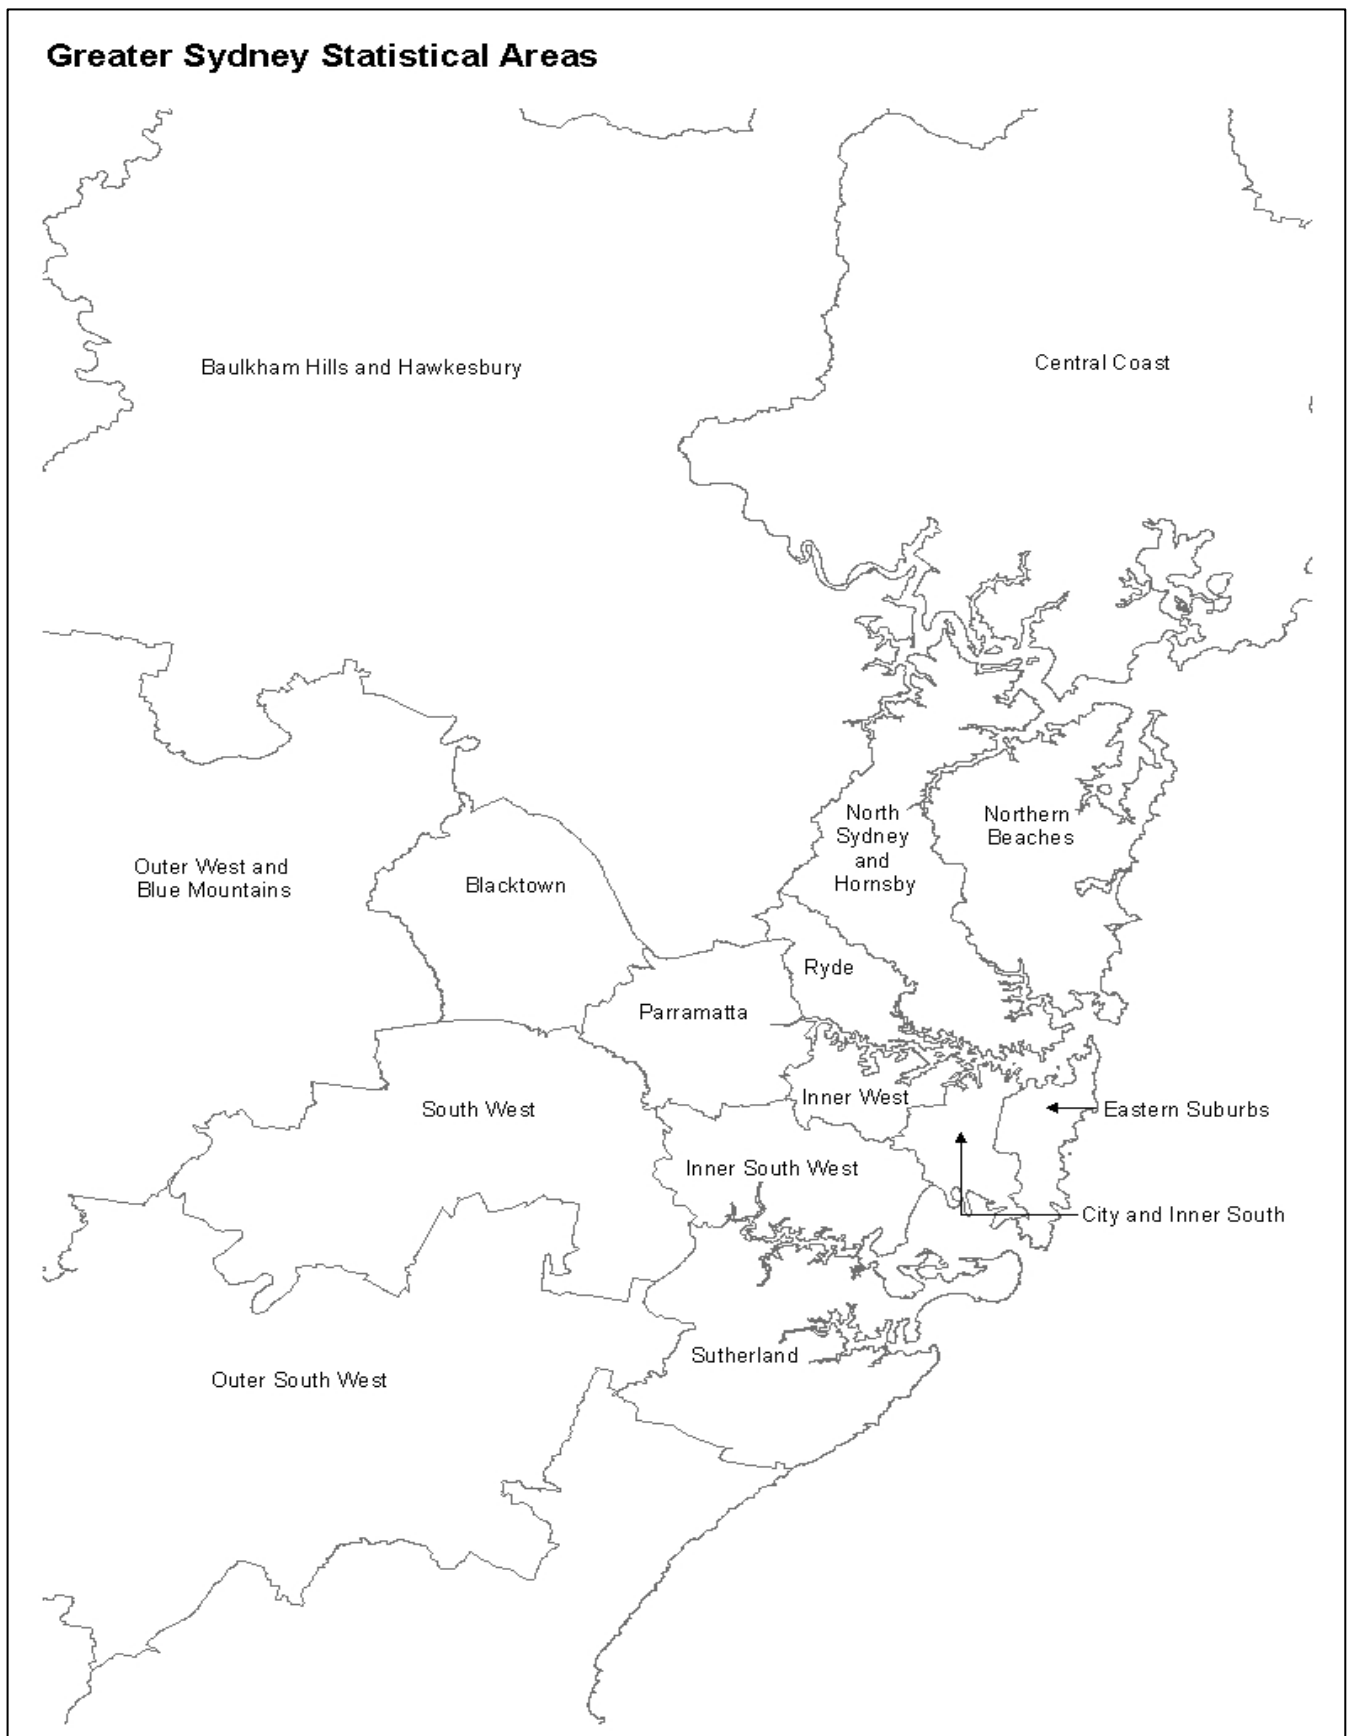 Greater Sydney Statistical Areas
Baulkham Hills and Hawkesbury
Central Coast
North
Sydney
and
Hornsby
Northern
Beaches
Outer West and
Blue Mountains
Blacktown
Ryde
Parramatta
Inner West
South West
Eastern Suburbs
Inner South West
City and Inner South
Sutherland
Outer South West